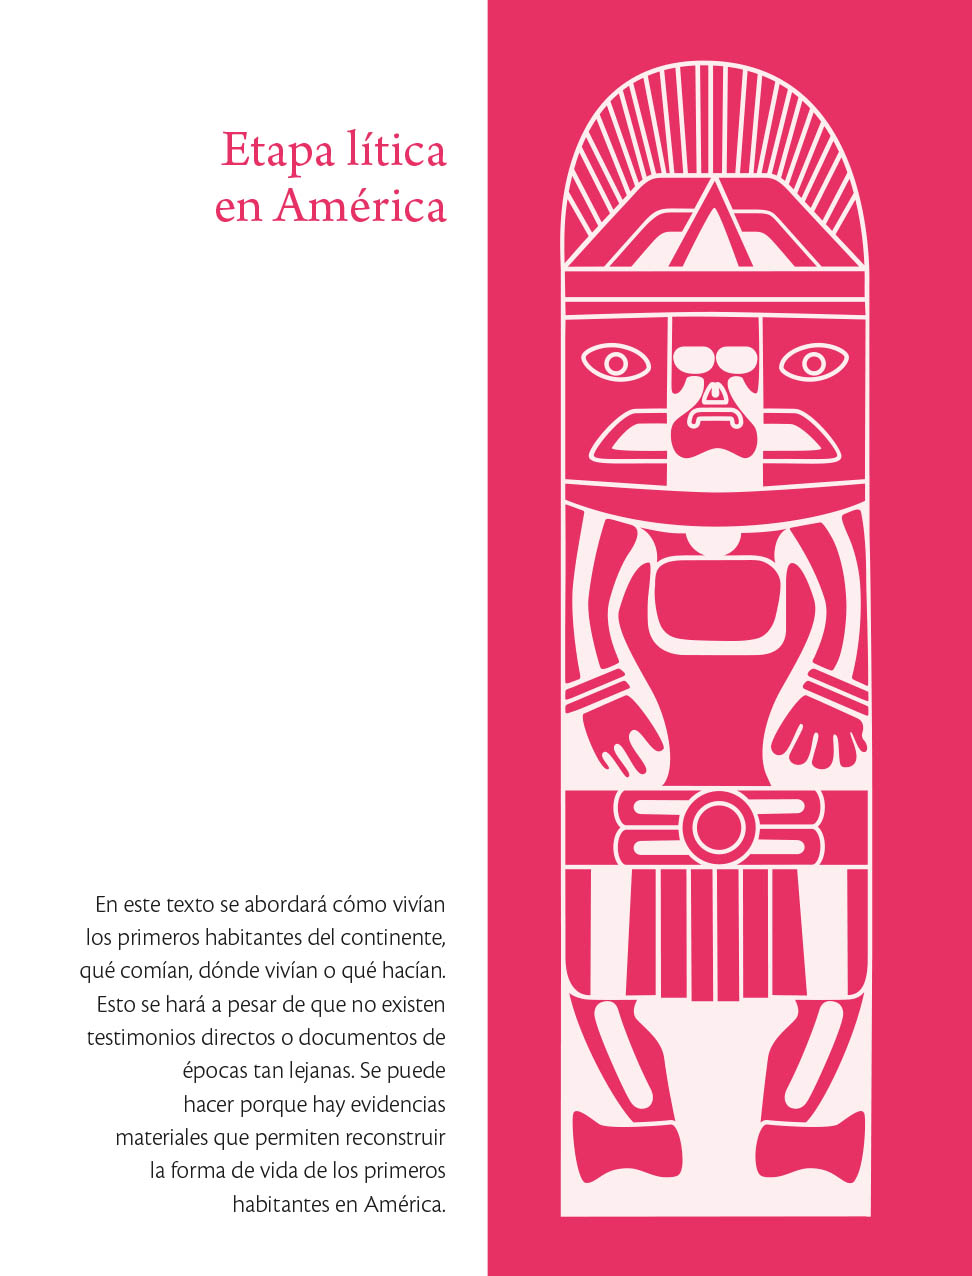 Etapa lítica
en América
En este texto se abordará cómo vivían
los primeros habitantes del continente,
qué comían, dónde vivían o qué hacían.
Esto se hará a pesar de que no existen
testimonios directos o documentos de
épocas tan lejanas. Se puede
hacer porque hay evidencias
materiales que permiten reconstruir
la forma de vida de los primeros
habitantes en América.